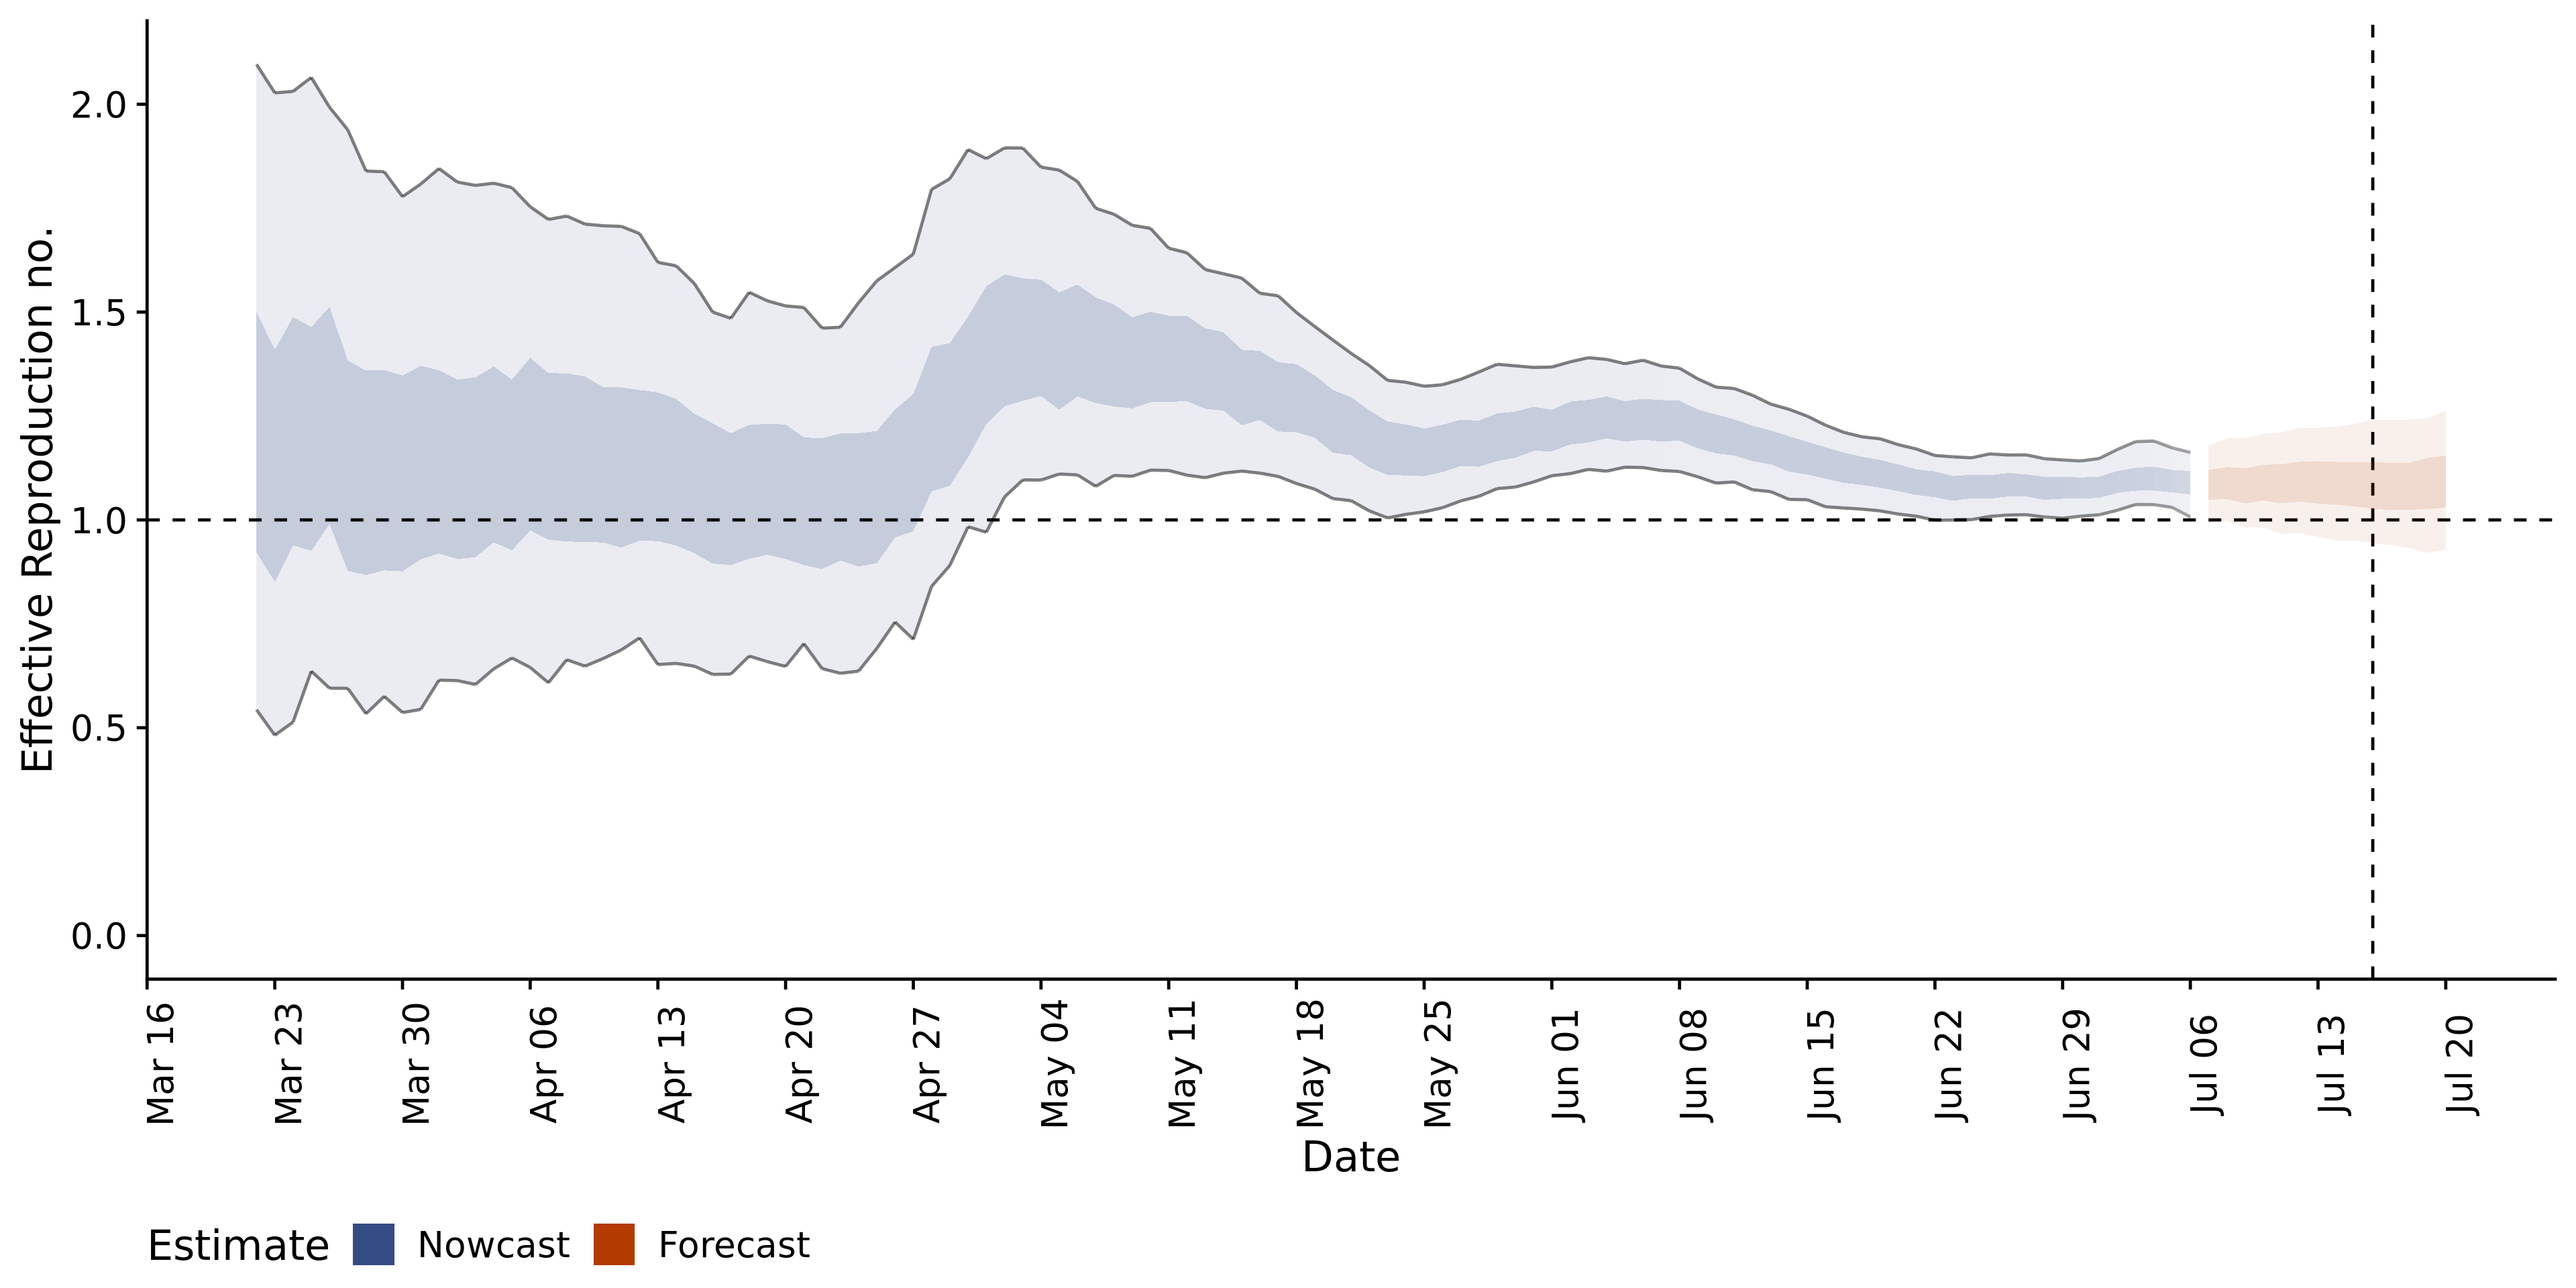 Effective Reproduction no.
2.0
1.5
1.0
0.5
0.0
Mar 16
Mar 23
Mar 30
Apr 06
Apr 13
Apr 20
Apr 27
May 04
May 11
May 18
May 25
Jun 01
Jun 08
Jun 15
Jun 22
Jun 29
Jul 06
Jul 13
Jul 20
Date
Estimate Nowcast Forecast